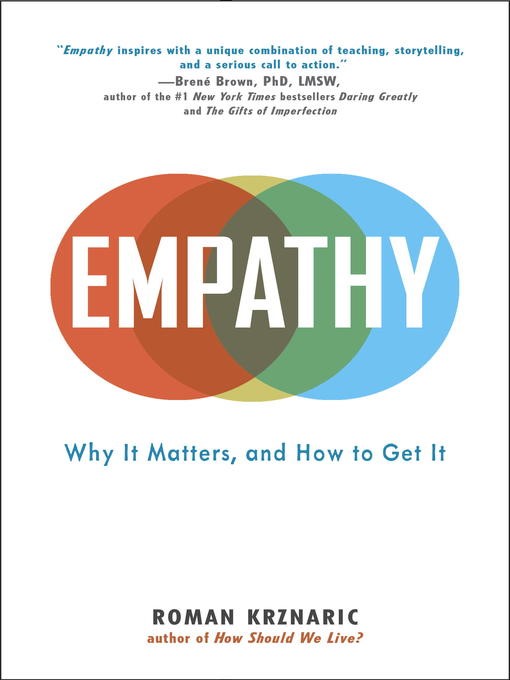 “Empathy inspires with a unique combination of teaching, storytelling,
and a serious call to action.”
—Brené Brown, PhD, LMSW,
author of the #1 New York Times bestsellers Daring Greatly
and The Gifts of Imperfection
EMPATHY
Why It Matters, and How to Get It
ROMAN KRZNARIC
author of How Should We Live?